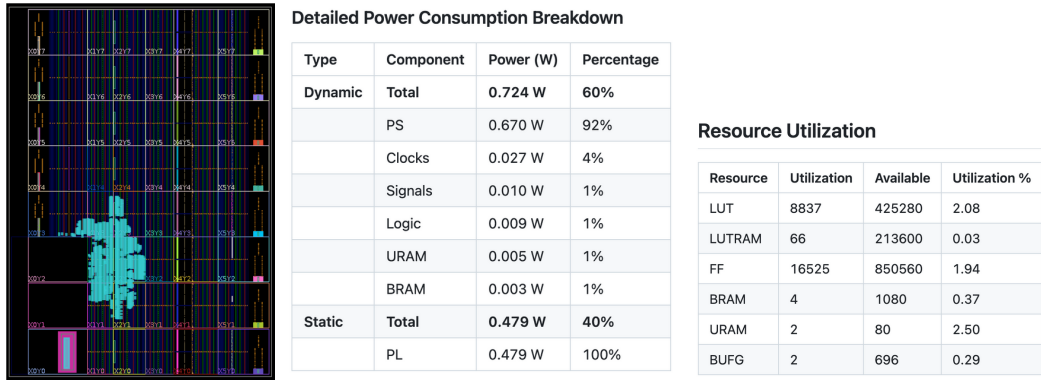 X0Y7 X1Y7 X2Y7 X3Y7 X4Y7 X5Y7
X1Y6 X2Y6 X3Y6 X4Y6 X5Y6
X0Y5 X1Y5 X2Y5 X3Y5 X4Y5 X5Y5
X0Y4 X1Y4 X2Y4 X3Y4 X4Y4 X5Y4
X0Y3 X3Y3 X4Y3 X5Y3
X0Y2 X3Y2 X4Y2 X5Y2
X0Y1 X1Y1 X2Y1 X3Y1 X4Y1 X5Y1
X0Y0 X1Y0 X2Y0 X3Y0 X4Y0 X5Y0
Detailed Power Consumption Breakdown
Type Component Power (W) Percentage
Dynamic Total 0.724 W 60%
PS 0.670 W 92%
Clocks 0.027 W 4%
Signals 0.010 W 1%
Logic 0.009 W 1%
URAM 0.005 W 1%
BRAM 0.003 W 1%
Static Total 0.479 W 40%
PL 0.479 W 100%
Resource Utilization
Resource Utilization Available Utilization %
LUT 8837 425280 2.08
LUTRAM 66 213600 0.03
FF 16525 850560 1.94
BRAM 4 1080 0.37
URAM 2 80 2.50
BUFG 2 696 0.29